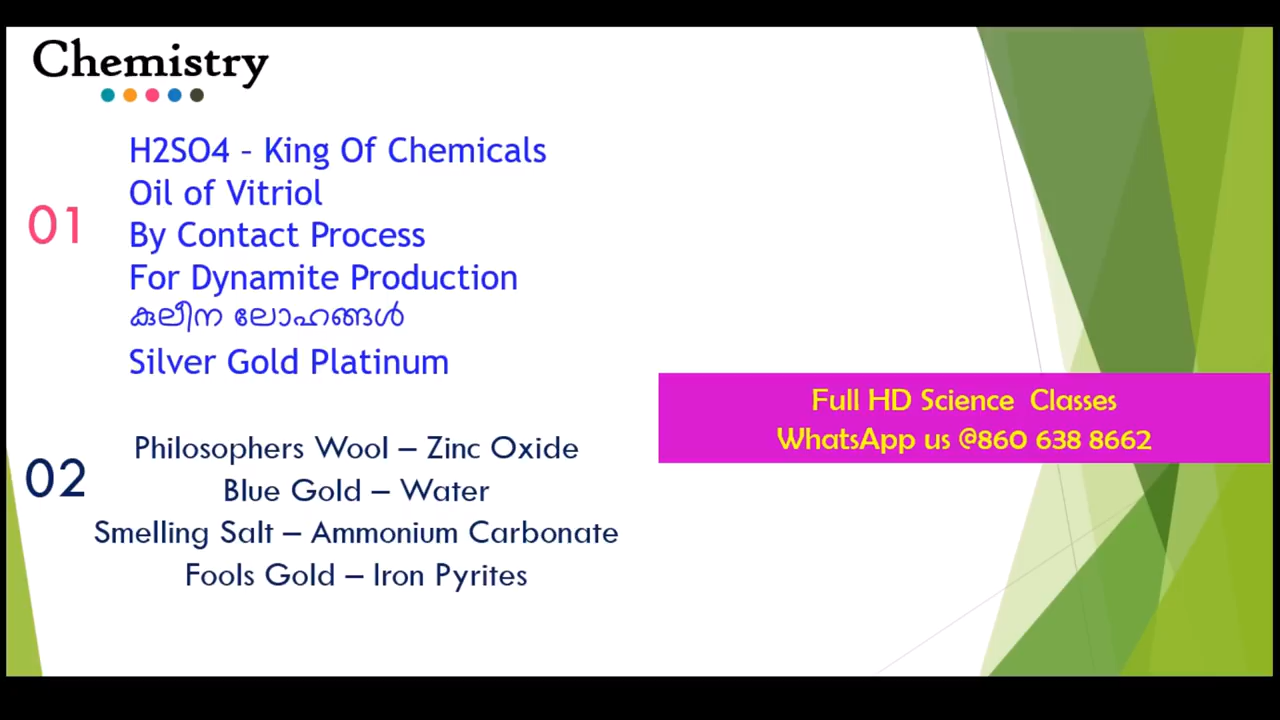 Chemistry
01
H2SO4 – King Of Chemicals
Oil of Vitriol
By Contact Process
For Dynamite Production
കുലീന ലോഹങ്ങൾ
Silver Gold Platinum
02
Philosophers Wool – Zinc Oxide
Blue Gold – Water
Smelling Salt – Ammonium Carbonate
Fools Gold – Iron Pyrites
Full HD Science Classes
WhatsApp us @860 638 8662